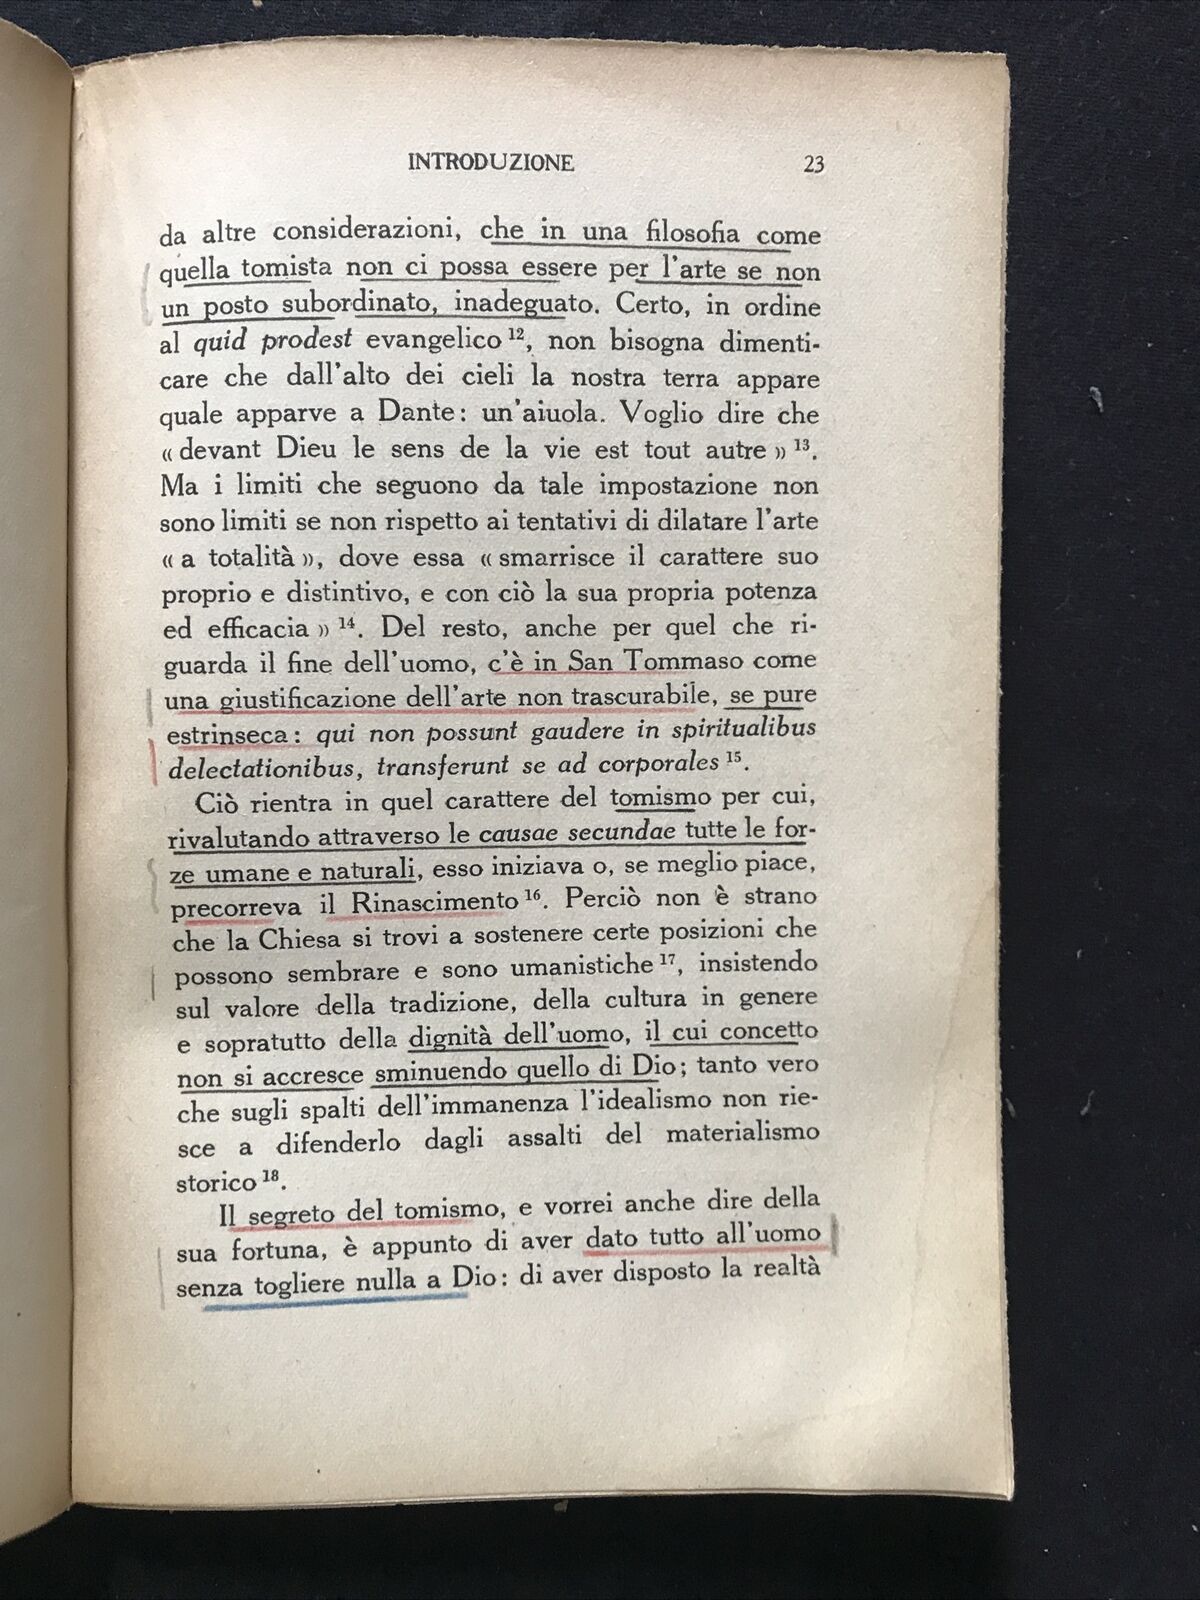 INTRODUZIONE 23
da altre considerazioni, che in una filosofia come
quella tomista non ci possa essere per l'arte se non
un posto subordinato, inadeguato. Certo, in ordine
al quid prodest evangelico 12, non bisogna dimenti-
care che dall'alto dei cieli la nostra terra appare
quale apparve a Dante: un'aiuola. Voglio dire che
« devant Dieu le sens de la vie est tout autre » 13.
Ma i limiti che seguono da tale impostazione non
sono limiti se non rispetto ai tentativi di dilatare l'arte
« a totalità », dove essa « smarrisce il carattere suo
proprio e distintivo, e con ciò la sua propria potenza
ed efficacia » 14. Del resto, anche per quel che ri-
guarda il fine dell'uomo, c'è in San Tommaso come
una giustificazione dell'arte non trascurabile, se pure
estrinseca: qui non possunt gaudere in spiritualibus
delectationibus, transferunt se ad corporales 15.
Ciò rientra in quel carattere del tomismo per cui,
rivalutando attraverso le causae secundae tutte le for-
ze umane e naturali, esso iniziava o, se meglio piace,
precorreva il Rinascimento 16. Perciò non è strano
che la Chiesa si trovi a sostenere certe posizioni che
possono sembrare e sono umanistiche 17, insistendo
sul valore della tradizione, della cultura in genere
e sopratutto della dignità dell'uomo, il cui concetto
non si accresce sminuendo quello di Dio; tanto vero
che sugli spalti dell'immanenza l'idealismo non rie-
sce a difenderlo dagli assalti del materialismo
storico 18.
Il segreto del tomismo, e vorrei anche dire della
sua fortuna, è appunto di aver dato tutto all'uomo
senza togliere nulla a Dio: di aver disposto la realtà